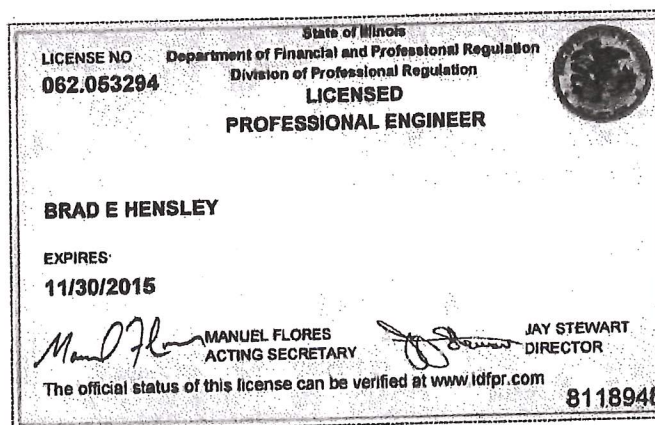 State of Illinois
LICENSE NO
Department of Financial and Professional Regulation
062.053294
Division of Professional Regulation
LICENSED
PROFESSIONAL ENGINEER
BRAD E HENSLEY
EXPIRES:
11/30/2015
MANUEL FLORES
ACTING SECRETARY
JAY STEWART
DIRECTOR
The official status of this license can be verified at www.idfpr.com
8118948